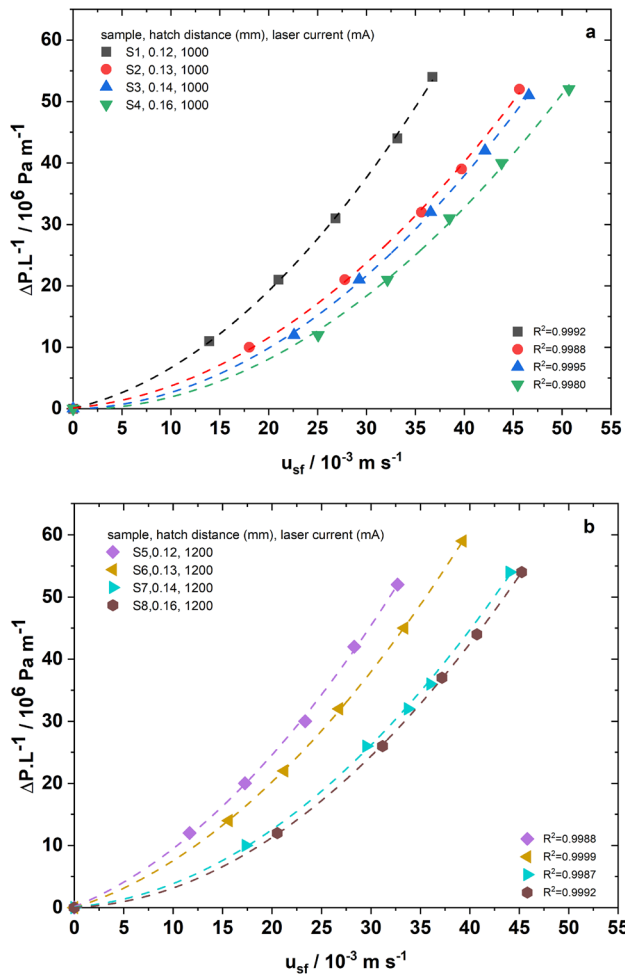 a
sample, hatch distance (mm), laser current (mA)
S1, 0.12, 1000
S2, 0.13, 1000
S3, 0.14, 1000
S4, 0.16, 1000
60
50
40
30
20
10
0
ΔP.L⁻¹ / 10⁶ Pa m⁻¹
R²=0.9992
R²=0.9988
R²=0.9995
R²=0.9980
0 5 10 15 20 25 30 35 40 45 50 55
u_sf / 10⁻³ m s⁻¹
b
sample, hatch distance (mm), laser current (mA)
S5,0.12, 1200
S6,0.13, 1200
S7,0.14, 1200
S8,0.16, 1200
60
50
40
30
20
10
0
ΔP.L⁻¹ / 10⁶ Pa m⁻¹
R²=0.9988
R²=0.9999
R²=0.9987
R²=0.9992
0 5 10 15 20 25 30 35 40 45 50 55
u_sf / 10⁻³ m s⁻¹